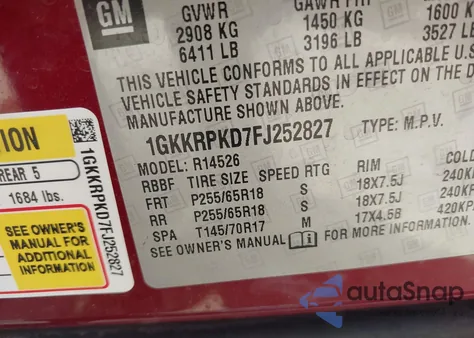 GM
GVWR
2908 KG
6411 LB
GAWR FRT
1450 KG
3196 LB
1600 K
3527 LB
THIS VEHICLE CONFORMS TO ALL APPLICABLE U.S
VEHICLE SAFETY STANDARDS IN EFFECT ON THE D
MANUFACTURE SHOWN ABOVE.
1GKKRPKD7FJ252827 TYPE: M.P.V.
MODEL: R14526
RBBF TIRE SIZE SPEED RTG RIM COLD
FRT P255/65R18 S 18X7.5J 240K
RR P255/65R18 S 18X7.5J 240KP
SPA T145/70R17 M 17X4.5B 420KP
SEE OWNER'S MANUAL FOR MORE INFORMATION.
TION
REAR 5
1684 lbs.
SEE OWNER'S
MANUAL FOR
ADDITIONAL
INFORMATION
1GKKRPKD7FJ252827
autoSnap